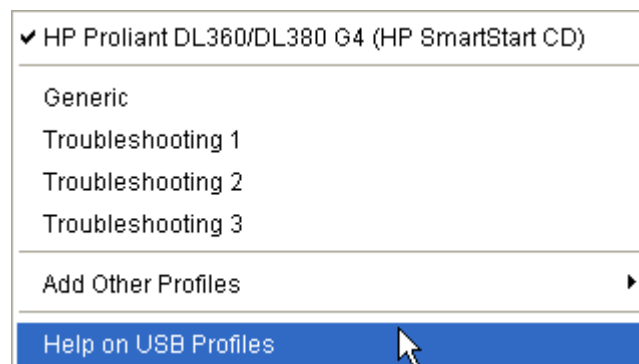 HP Proliant DL360/DL380 G4 (HP SmartStart CD)
Generic
Troubleshooting 1
Troubleshooting 2
Troubleshooting 3
Add Other Profiles
Help on USB Profiles